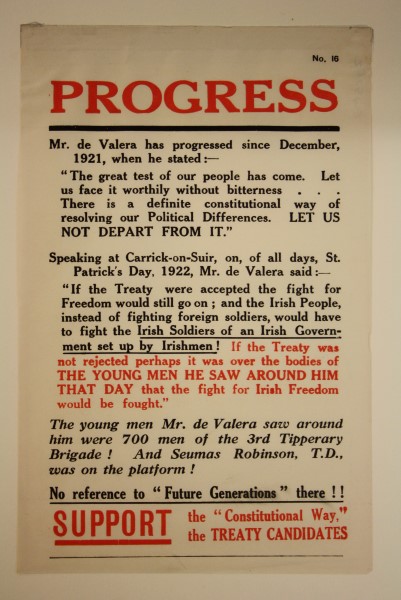 No. 16
PROGRESS
Mr. de Valera has progressed since December,
1921, when he stated :—
“The great test of our people has come. Let
us face it worthily without bitterness . . .
There is a definite constitutional way of
resolving our Political Differences. LET US
NOT DEPART FROM IT.”
Speaking at Carrick-on-Suir, on, of all days, St.
Patrick's Day, 1922, Mr. de Valera said :—
“If the Treaty were accepted the fight for
Freedom would still go on ; and the Irish People,
instead of fighting foreign soldiers, would have
to fight the Irish Soldiers of an Irish Govern-
ment set up by Irishmen ! If the Treaty was
not rejected perhaps it was over the bodies of
THE YOUNG MEN HE SAW AROUND HIM
THAT DAY that the fight for Irish Freedom
would be fought.”
The young men Mr. de Valera saw around
him were 700 men of the 3rd Tipperary
Brigade ! And Seumas Robinson, T.D.,
was on the platform !
No reference to “ Future Generations ” there ! !
SUPPORT the “Constitutional Way,”
the TREATY CANDIDATES